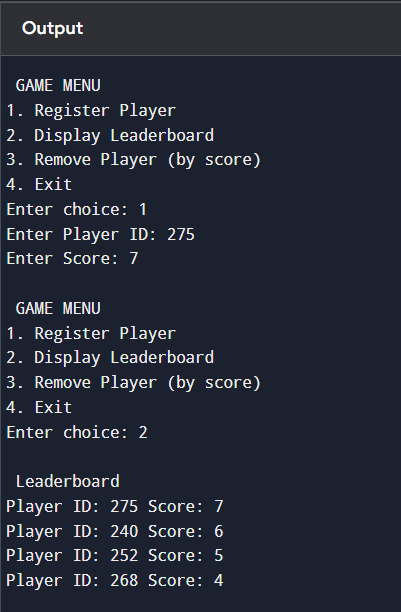 Output
GAME MENU
1. Register Player
2. Display Leaderboard
3. Remove Player (by score)
4. Exit
Enter choice: 1
Enter Player ID: 275
Enter Score: 7
GAME MENU
1. Register Player
2. Display Leaderboard
3. Remove Player (by score)
4. Exit
Enter choice: 2
Leaderboard
Player ID: 275 Score: 7
Player ID: 240 Score: 6
Player ID: 252 Score: 5
Player ID: 268 Score: 4